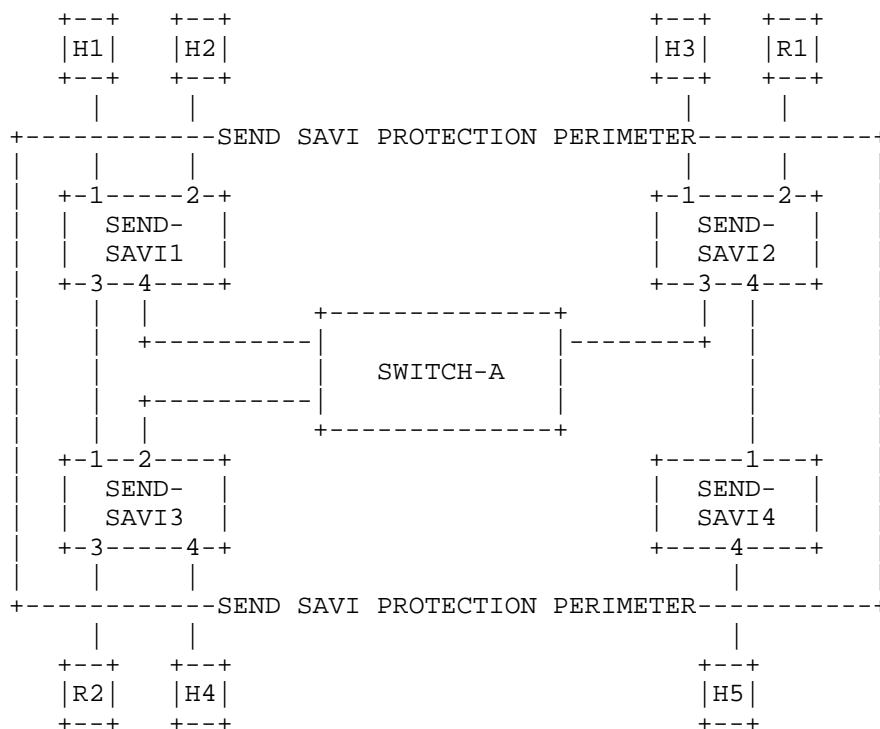 H1 H2 H3 R1
SEND SAVI PROTECTION PERIMETER
1 2 1 2
SEND- SEND-
SAVI1 SAVI2
3 4 3 4
SWITCH-A
1 2 1
SEND- SEND-
SAVI3 SAVI4
3 4 4
SEND SAVI PROTECTION PERIMETER
R2 H4 H5